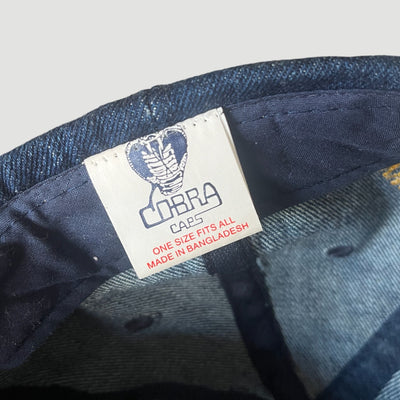 COBRA
CAPS
ONE SIZE FITS ALL
MADE IN BANGLADESH